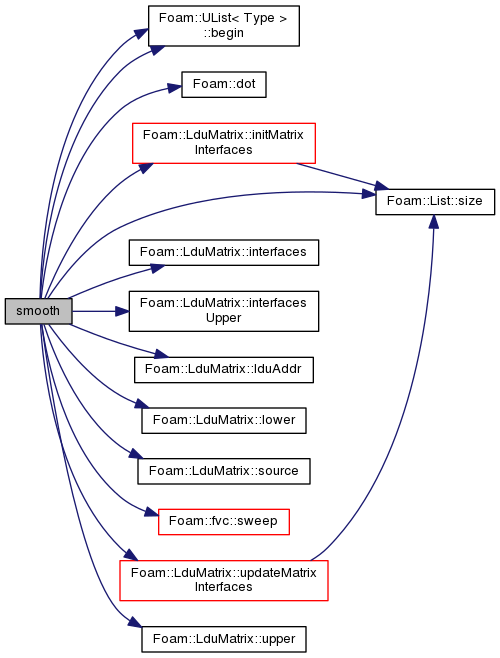 Foam::UList< Type >
::begin
Foam::dot
Foam::LduMatrix::initMatrix
Interfaces
Foam::List::size
Foam::LduMatrix::interfaces
Foam::LduMatrix::interfaces
Upper
smooth
Foam::LduMatrix::lduAddr
Foam::LduMatrix::lower
Foam::LduMatrix::source
Foam::fvc::sweep
Foam::LduMatrix::updateMatrix
Interfaces
Foam::LduMatrix::upper